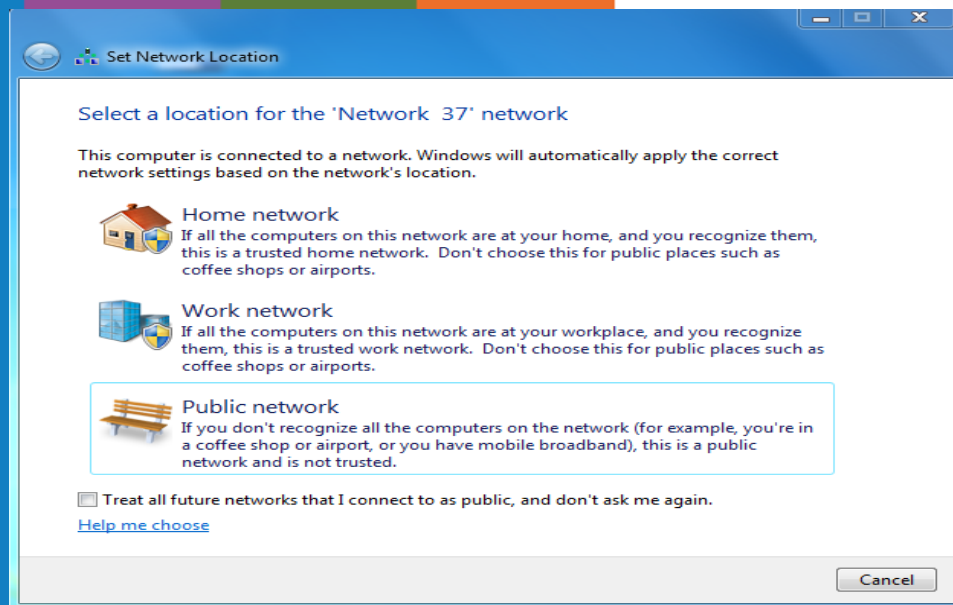 Set Network Location
Select a location for the 'Network  37' network
This computer is connected to a network. Windows will automatically apply the correct
network settings based on the network's location.
Home network
If all the computers on this network are at your home, and you recognize them,
this is a trusted home network.  Don't choose this for public places such as
coffee shops or airports.
Work network
If all the computers on this network are at your workplace, and you recognize
them, this is a trusted work network.  Don't choose this for public places such as
coffee shops or airports.
Public network
If you don't recognize all the computers on the network (for example, you're in
a coffee shop or airport, or you have mobile broadband), this is a public
network and is not trusted.
Treat all future networks that I connect to as public, and don't ask me again.
Help me choose
Cancel